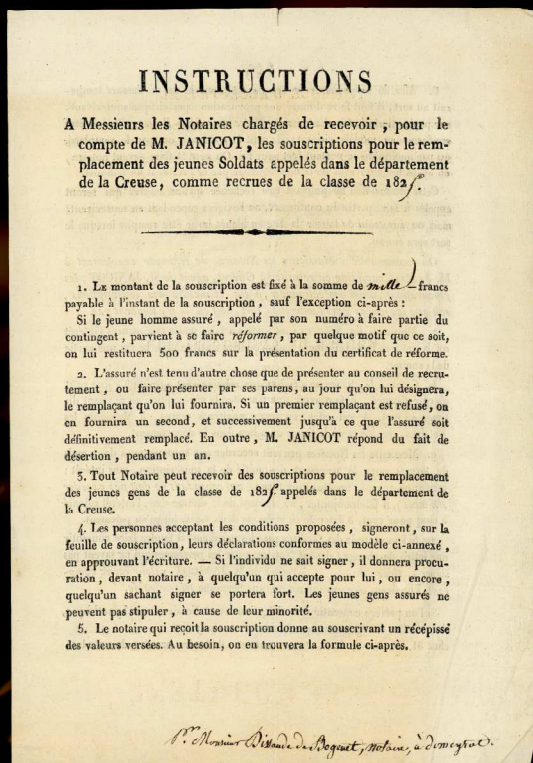 INSTRUCTIONS
A Messieurs les Notaires chargés de recevoir, pour le
compte de M. JANICOT, les souscriptions pour le rem-
placement des jeunes Soldats appelés dans le département
de la Creuse, comme recrues de la classe de 1825.
1. LE montant de la souscription est fixé à la somme de mille francs
payable à l'instant de la souscription, sauf l'exception ci-après :
Si le jeune homme assuré, appelé par son numéro à faire partie du
contingent, parvient à se faire réformer, par quelque motif que ce soit,
on lui restituera 500 francs sur la présentation du certificat de réforme.
2. L'assuré n'est tenu d'autre chose que de présenter au conseil de recru-
tement, ou faire présenter par ses parens, au jour qu'on lui désignera,
le remplaçant qu'on lui fournira. Si un premier remplaçant est refusé, on
en fournira un second, et successivement jusqu'à ce que l'assuré soit
définitivement remplacé. En outre, M. JANICOT répond du fait de
désertion, pendant un an.
3. Tout Notaire peut recevoir des souscriptions pour le remplacement
des jeunes gens de la classe de 1825 appelés dans le département de
la Creuse.
4. Les personnes acceptant les conditions proposées, signeront, sur la
feuille de souscription, leurs déclarations conformes au modèle ci-annexé,
en approuvant l'écriture. — Si l'individu ne sait signer, il donnera procu-
ration, devant notaire, à quelqu'un qui accepte pour lui, ou encore,
quelqu'un sachant signer se portera fort. Les jeunes gens assurés ne
peuvent pas stipuler, à cause de leur minorité.
5. Le notaire qui reçoit la souscription donne au souscrivant un récépissé
des valeurs versées. Au besoin, on en trouvera la formule ci-après.
Pr. Monsieur de Bogenet, notaire, à domeyrot.